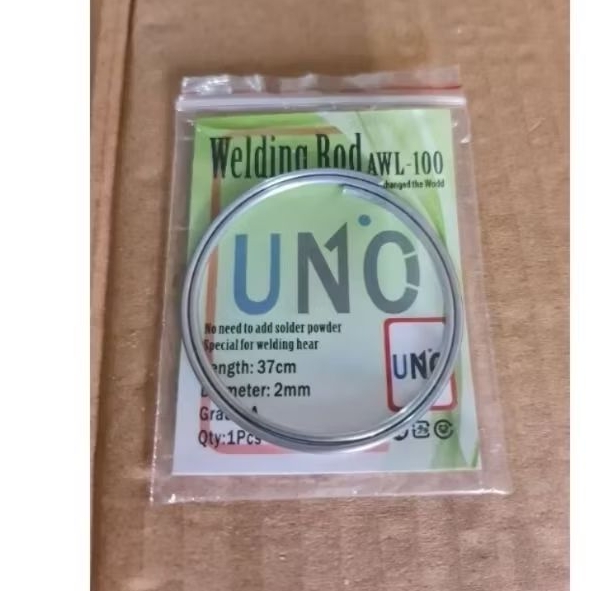 Welding Rod AWL-100
changed the World
UNO
No need to add solder powder
Special for welding hear
Length: 37cm
Diameter: 2mm
Grade: A
Qty:1Pcs
UNO